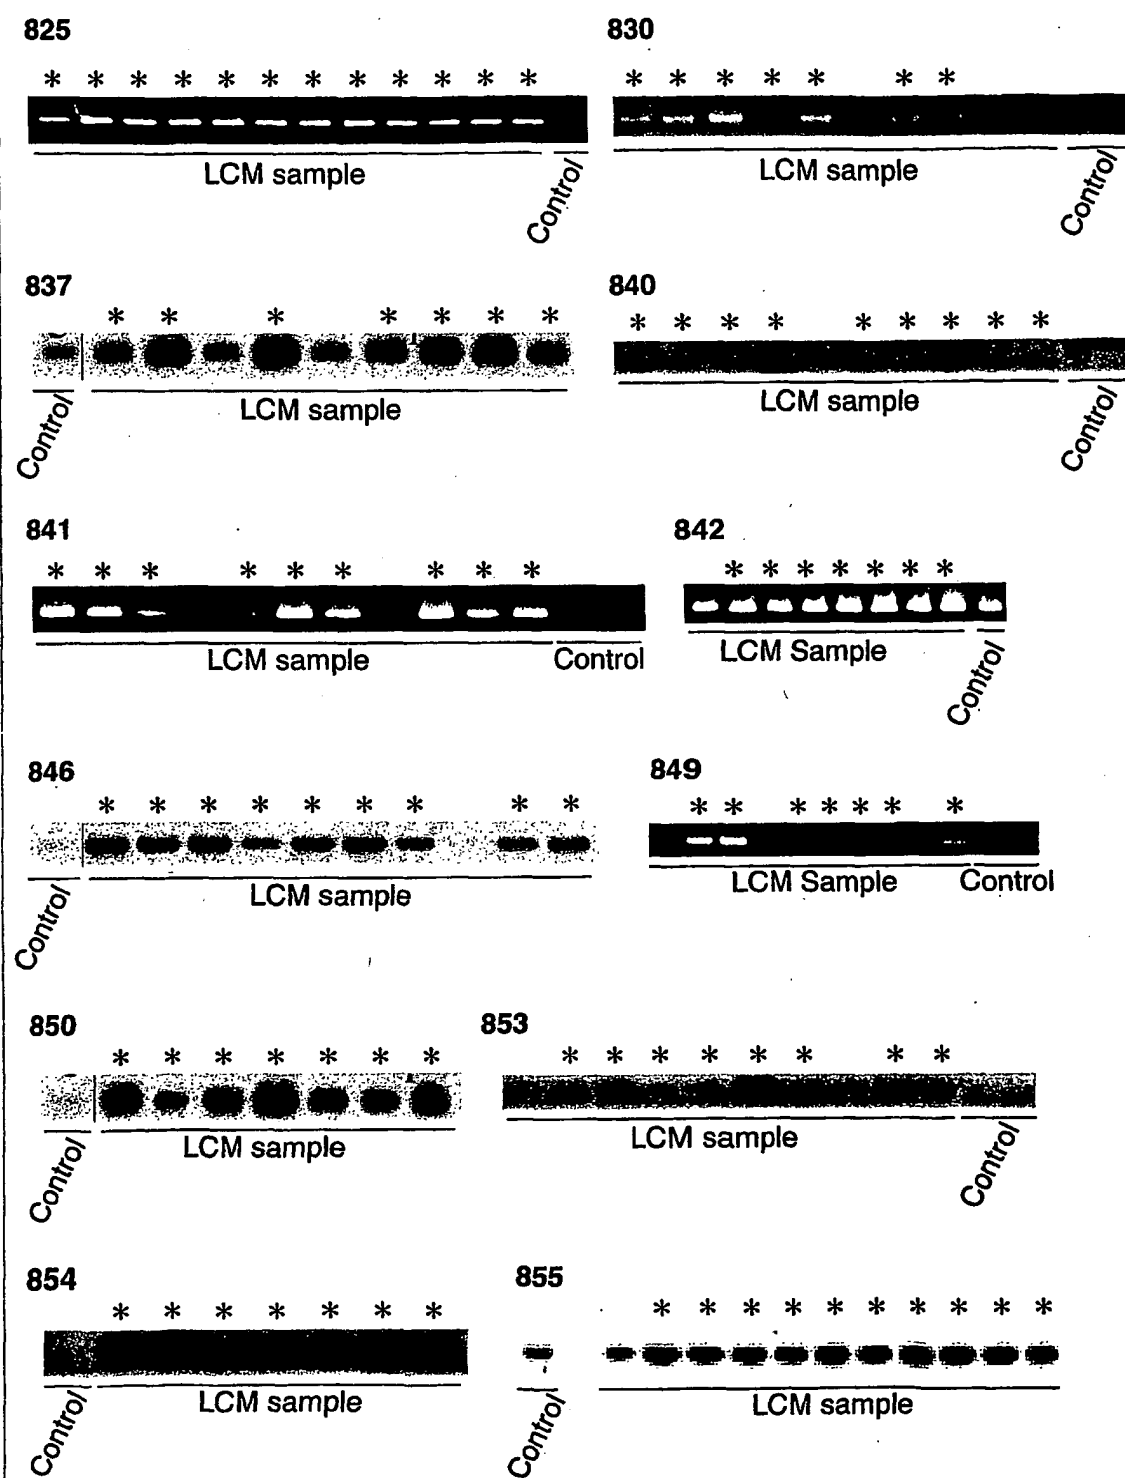 825
* * * * * * * * * * * *
LCM sample
Control
830
* * * * * * *
LCM sample
Control
837
* * * * * * *
Control
LCM sample
840
* * * * * * * * *
LCM sample
Control
841
* * * * * * * * *
LCM sample
Control
842
* * * * * * *
LCM Sample
Control
846
* * * * * * * * *
Control
LCM sample
849
* * * * * * *
LCM Sample
Control
850
* * * * * * *
Control
LCM sample
853
* * * * * * * *
LCM sample
Control
854
* * * * * * *
Control
LCM sample
855
* * * * * * * * * *
Control
LCM sample